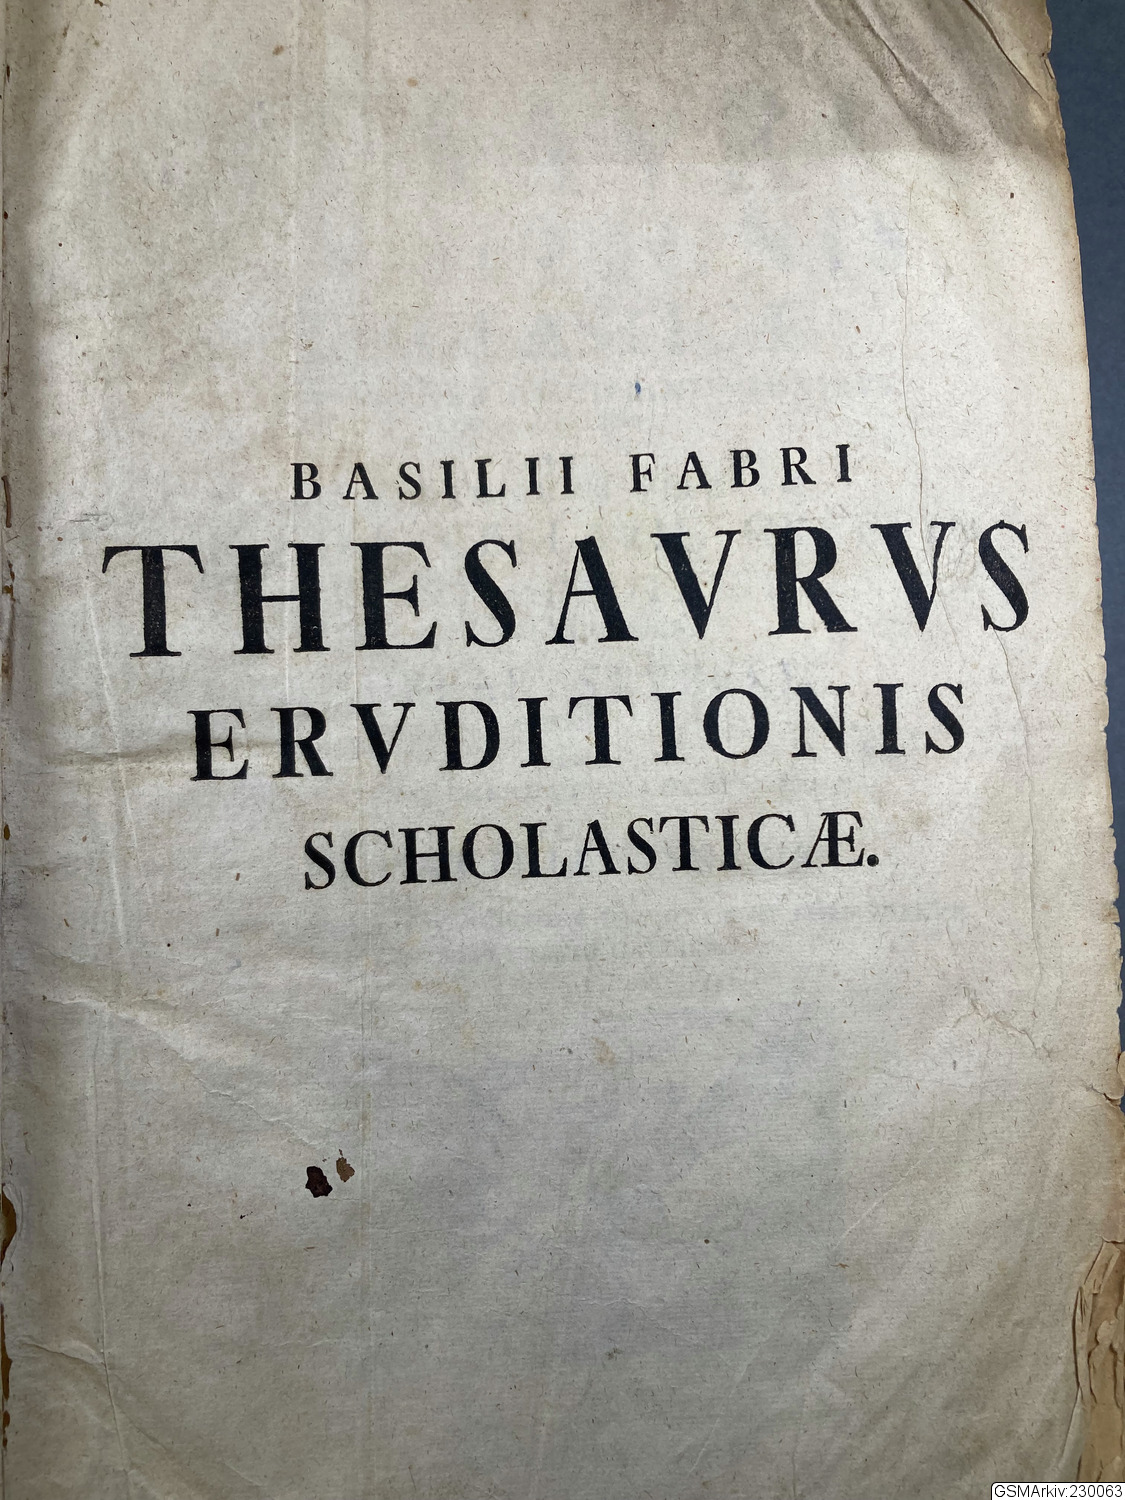 BASILII FABRI
THESAVRVS
ERVDITIONIS
SCHOLASTICÆ.
GSMArkiv:230063